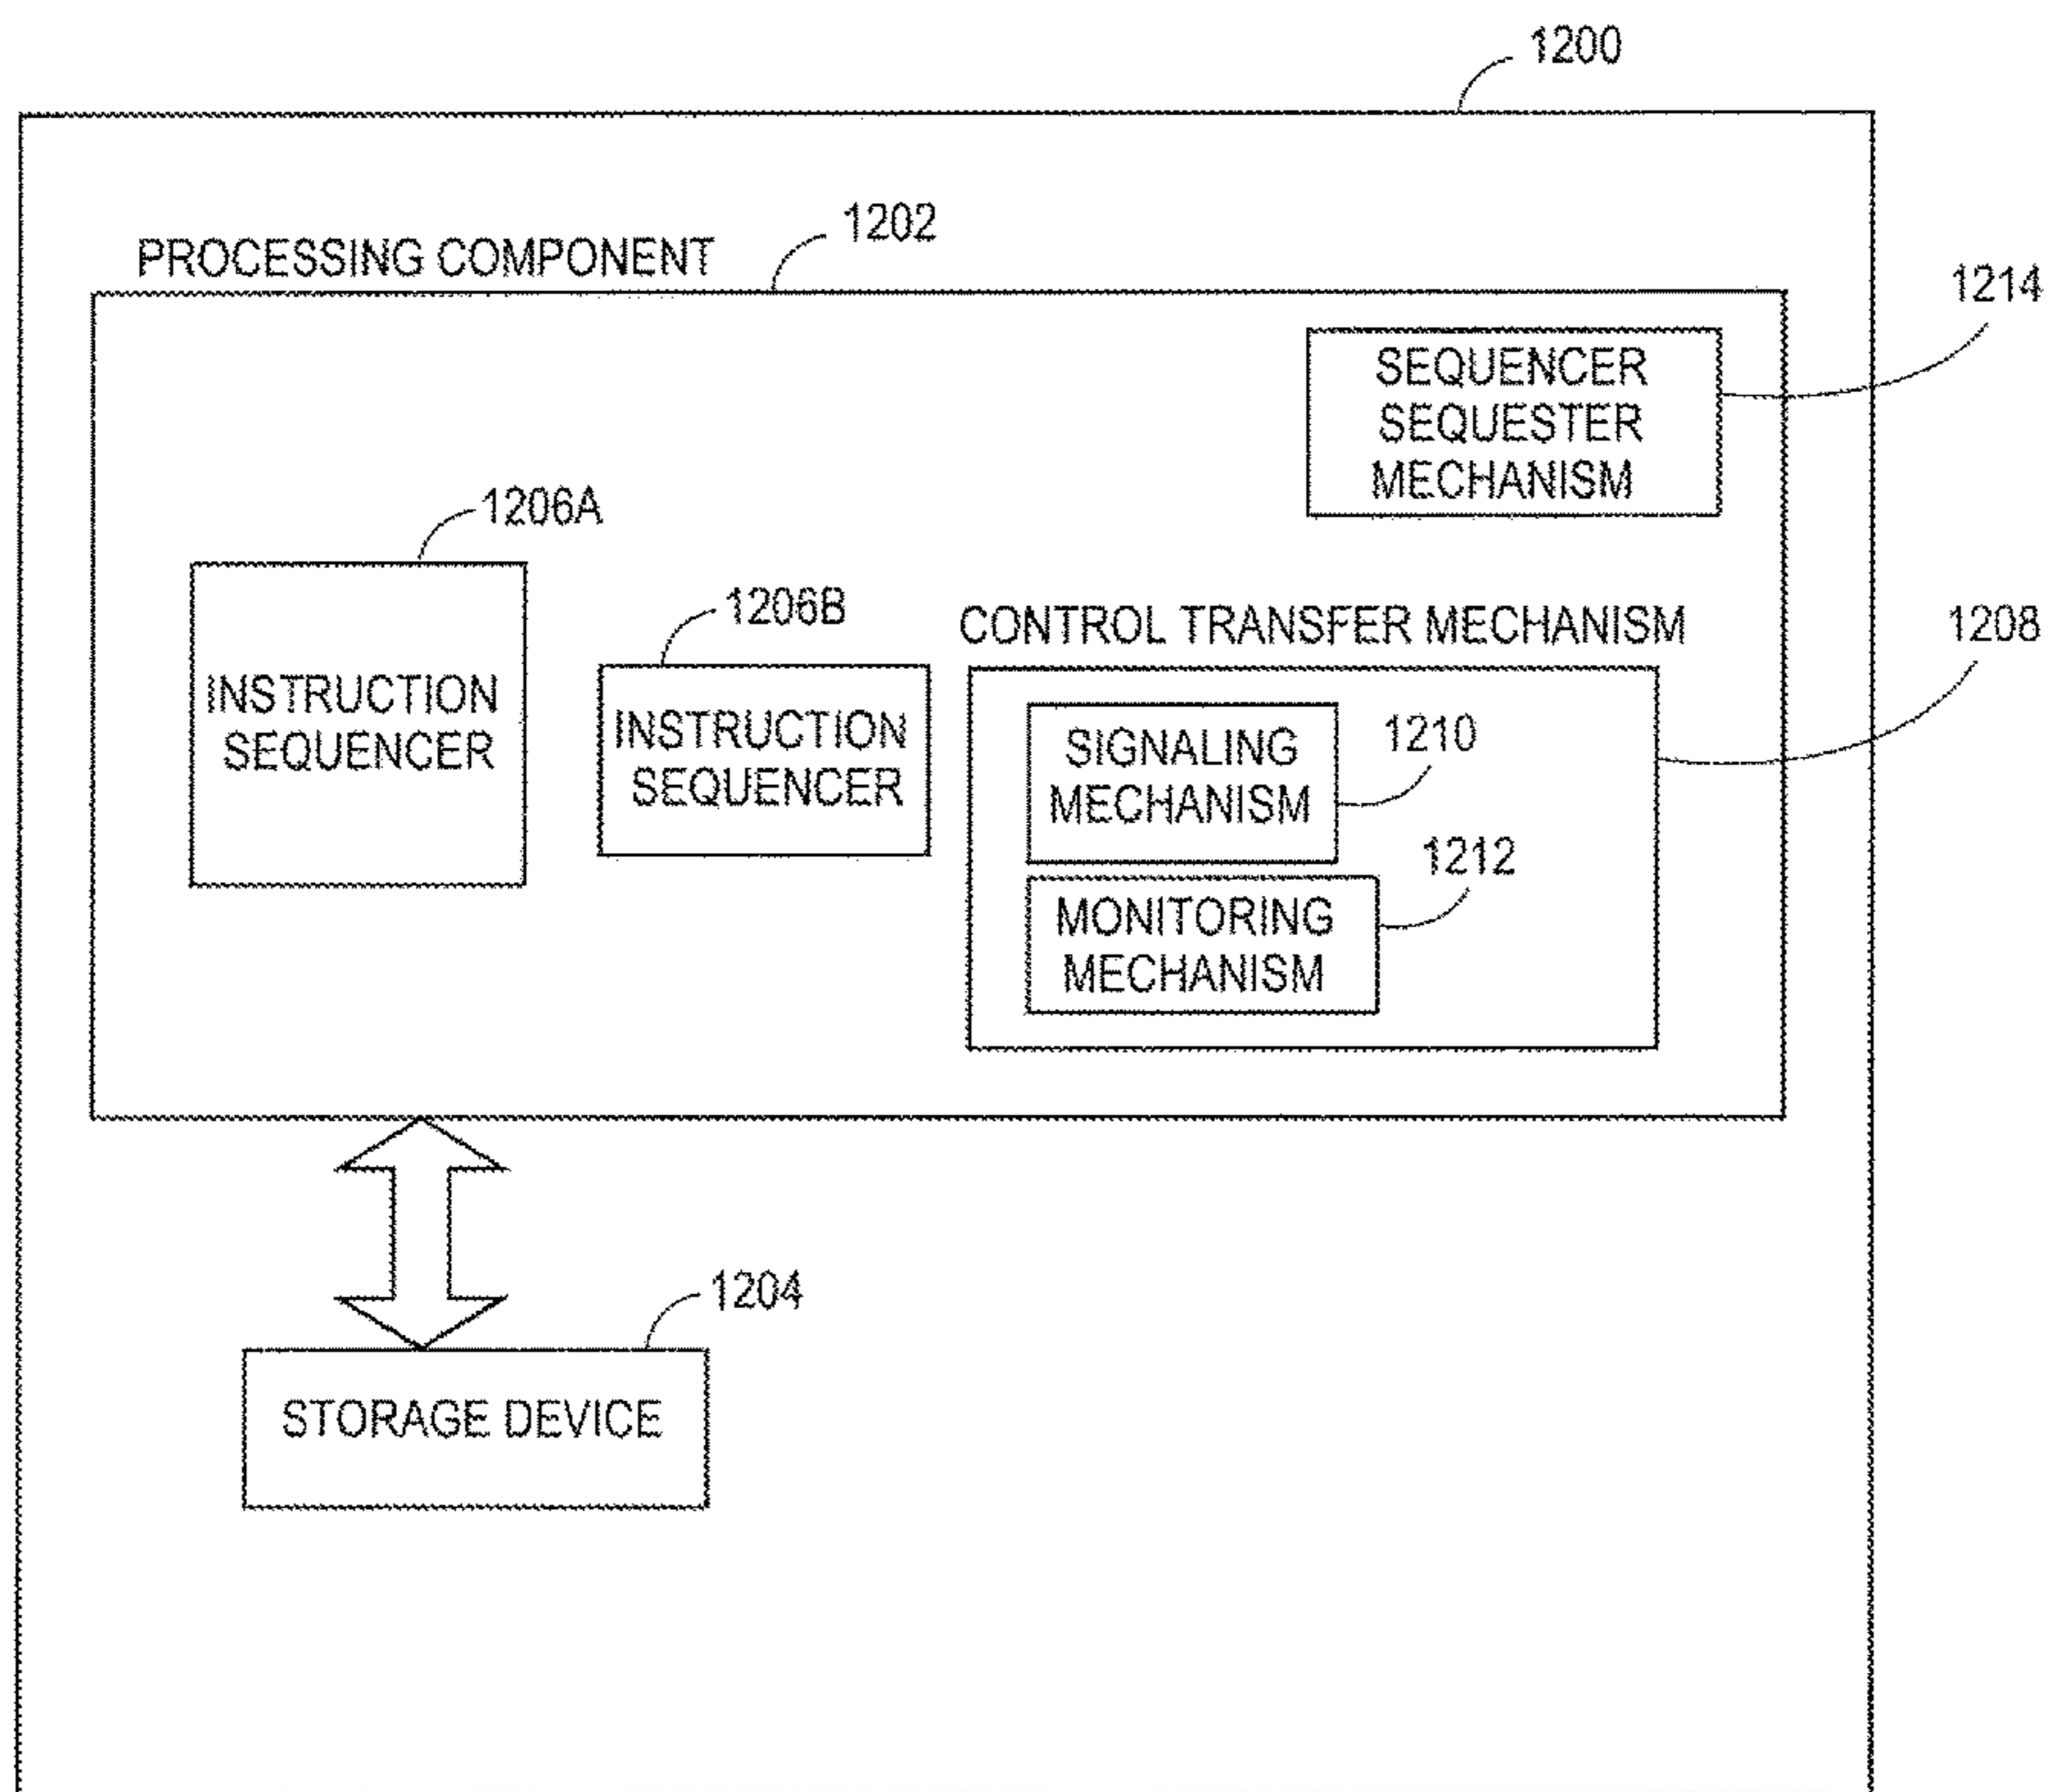 1200
1202
PROCESSING COMPONENT
1214
SEQUENCER
SEQUESTER
MECHANISM
1206A
1206B
CONTROL TRANSFER MECHANISM
1208
INSTRUCTION
SEQUENCER
INSTRUCTION
SEQUENCER
SIGNALING
MECHANISM
1210
1212
MONITORING
MECHANISM
1204
STORAGE DEVICE